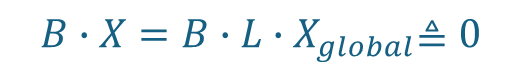 B · X = B · L · X_global ≜ 0